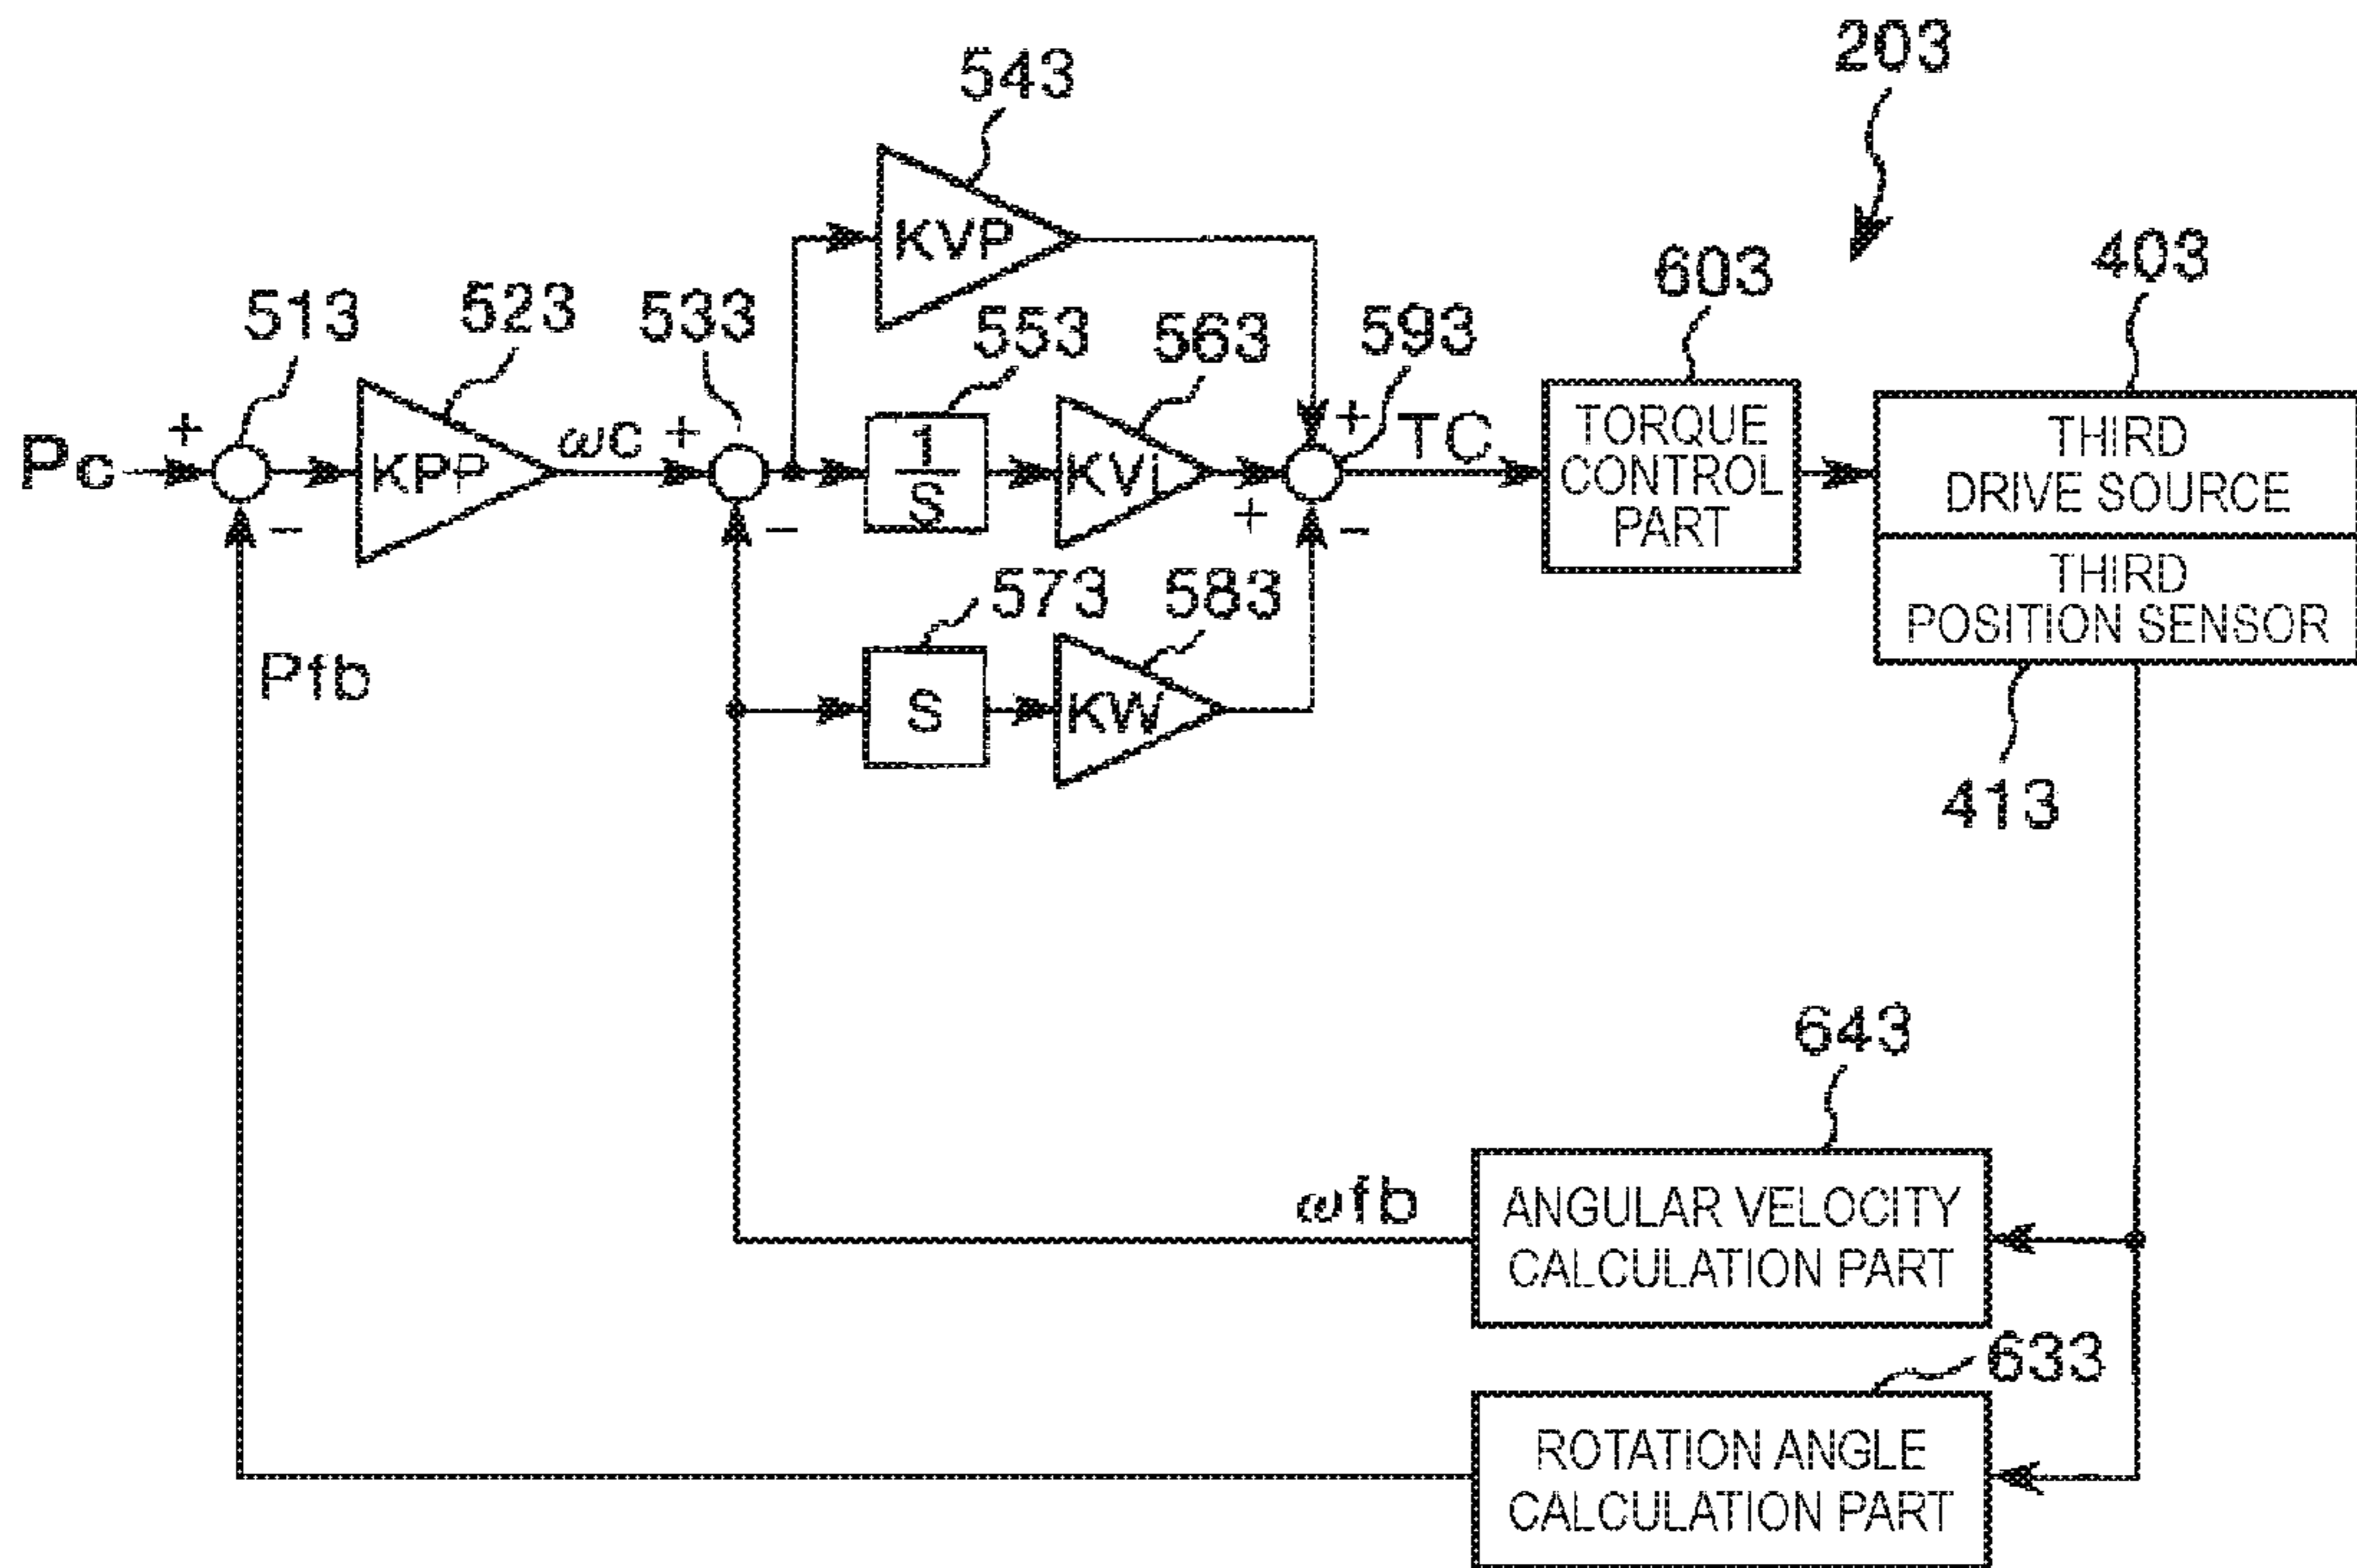 203
543
KVP
603
403
513
523
533
553
563
593
Pc
+
−
KPP
ωc
+
−
1
S
KVi
+
+
−
TC
TORQUE
CONTROL
PART
THIRD
DRIVE SOURCE
THIRD
POSITION SENSOR
Pfb
573
583
S
KW
413
643
ωfb
ANGULAR VELOCITY
CALCULATION PART
633
ROTATION ANGLE
CALCULATION PART